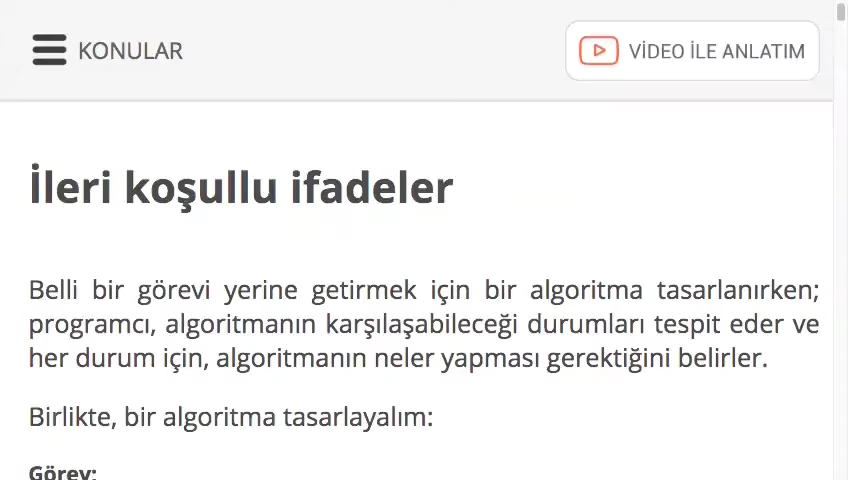 KONULAR
VİDEO İLE ANLATIM
İleri koşullu ifadeler
Belli bir görevi yerine getirmek için bir algoritma tasarlanırken;
programcı, algoritmanın karşılaşabileceği durumları tespit eder ve
her durum için, algoritmanın neler yapması gerektiğini belirler.
Birlikte, bir algoritma tasarlayalım:
Görev: